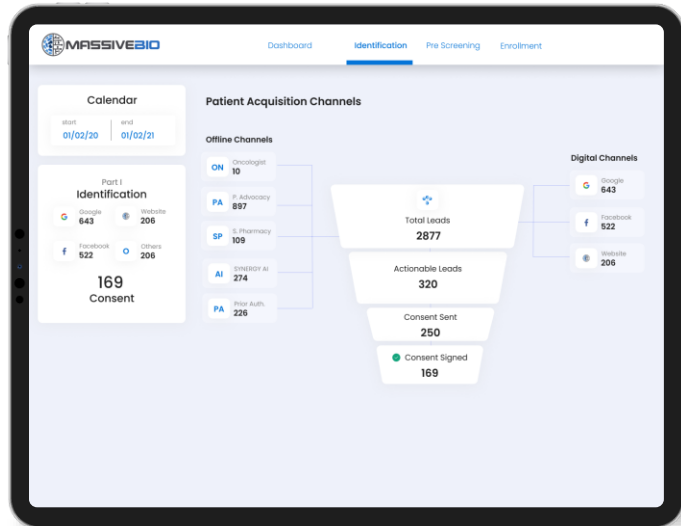 MASSIVEBIO
Dashboard
Identification
Pre Screening
Enrollment
Calendar
start
01/02/20
end
01/02/21
Part I
Identification
Google
643
Website
206
Facebook
522
Others
206
169
Consent
Patient Acquisition Channels
Offline Channels
ON
Oncologist
10
PA
P. Advocacy
897
SP
S. Pharmacy
109
AI
SYNERGY AI
274
PA
Prior Auth.
226
Total Leads
2877
Actionable Leads
320
Consent Sent
250
Consent Signed
169
Digital Channels
Google
643
Facebook
522
Website
206